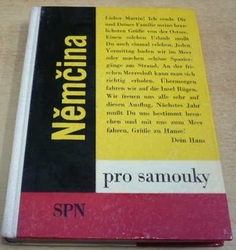 Lieber Martin! Ich sende Dir
und Deiner Familie meine herz-
lichsten Grüße von der Ostsee.
Einen solchen Urlaub mußt
Du auch einmal erleben. Jeden
Vormittag baden wir im Meer
oder machen schöne Spazier-
gänge am Strand. An der fri-
schen Meeresluft kann man sich
richtig erholen. Übermorgen
fahren wir auf die Insel Rügen.
Wir freuen uns alle sehr auf
diesen Ausflug. Nächstes Jahr
mußt Du uns bestimmt besu-
chen und mit uns zum Meer
fahren. Grüße zu Hause!
Dein Hans
Němčina
pro samouky
SPN